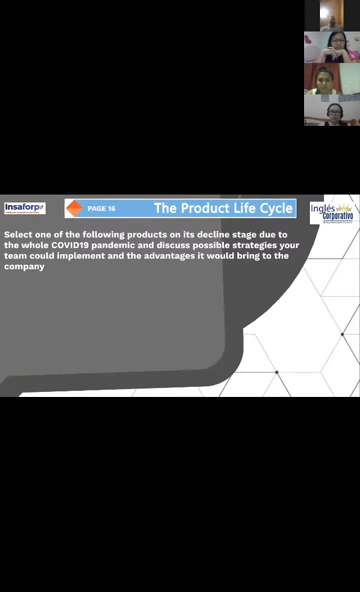 Insaforp
PAGE 16
The Product Life Cycle
inglés
Corporativo
Select one of the following products on its decline stage due to
the whole COVID19 pandemic and discuss possible strategies your
team could implement and the advantages it would bring to the
company